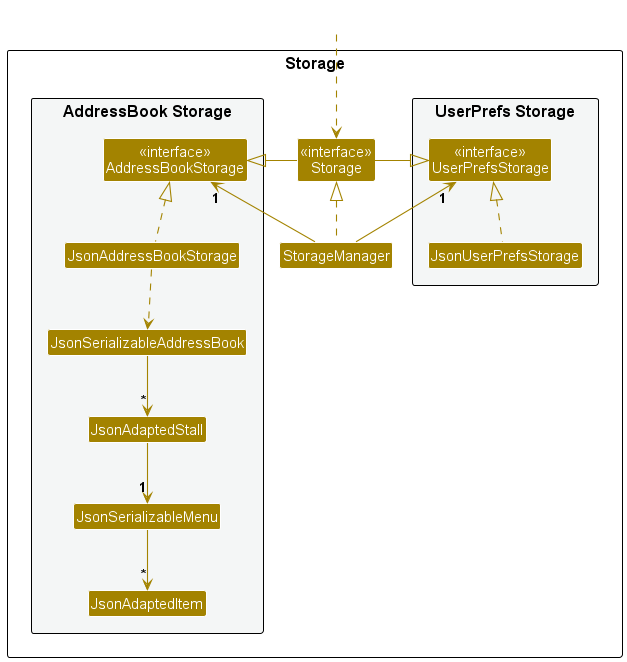 Storage
AddressBook Storage
UserPrefs Storage
«interface»
AddressBookStorage
«interface»
Storage
«interface»
UserPrefsStorage
1
1
JsonAddressBookStorage
StorageManager
JsonUserPrefsStorage
JsonSerializableAddressBook
*
JsonAdaptedStall
1
JsonSerializableMenu
*
JsonAdaptedItem